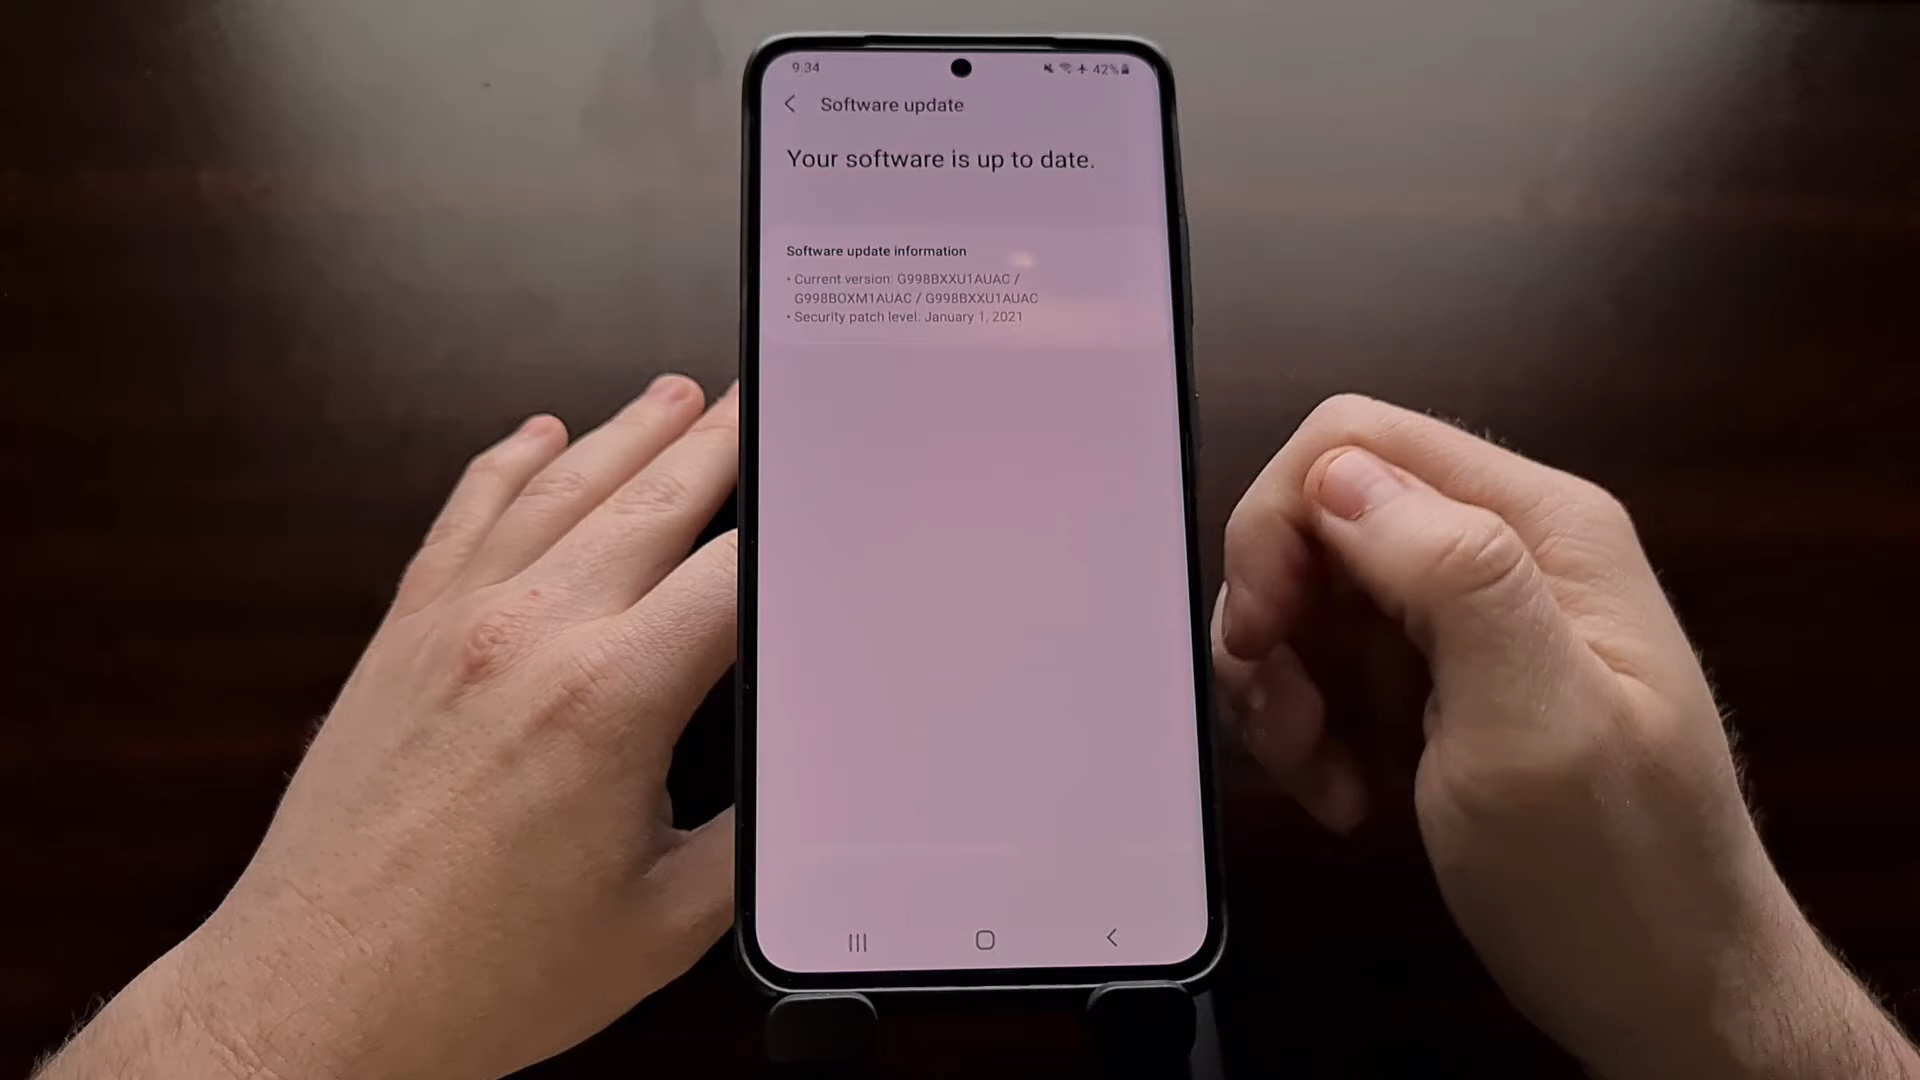 9:34
42%
Software update
Your software is up to date.
Software update information
• Current version: G998BXXU1AUAC /
G998BOXM1AUAC / G998BXXU1AUAC
• Security patch level: January 1, 2021